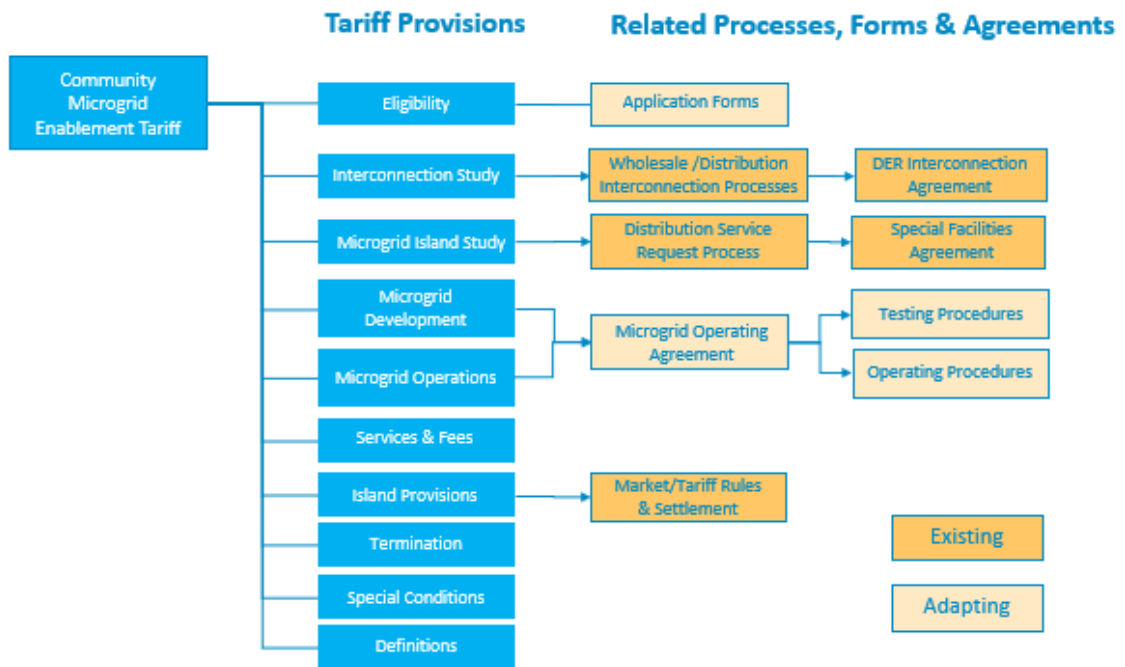 Tariff Provisions
Related Processes, Forms & Agreements
Community
Microgrid
Enablement Tariff
Eligibility
Application Forms
Interconnection Study
Wholesale /Distribution
Interconnection Processes
DER Interconnection
Agreement
Microgrid Island Study
Distribution Service
Request Process
Special Facilities
Agreement
Microgrid
Development
Microgrid Operating
Agreement
Testing Procedures
Microgrid Operations
Operating Procedures
Services & Fees
Island Provisions
Market/Tariff Rules
& Settlement
Termination
Special Conditions
Definitions
Existing
Adapting